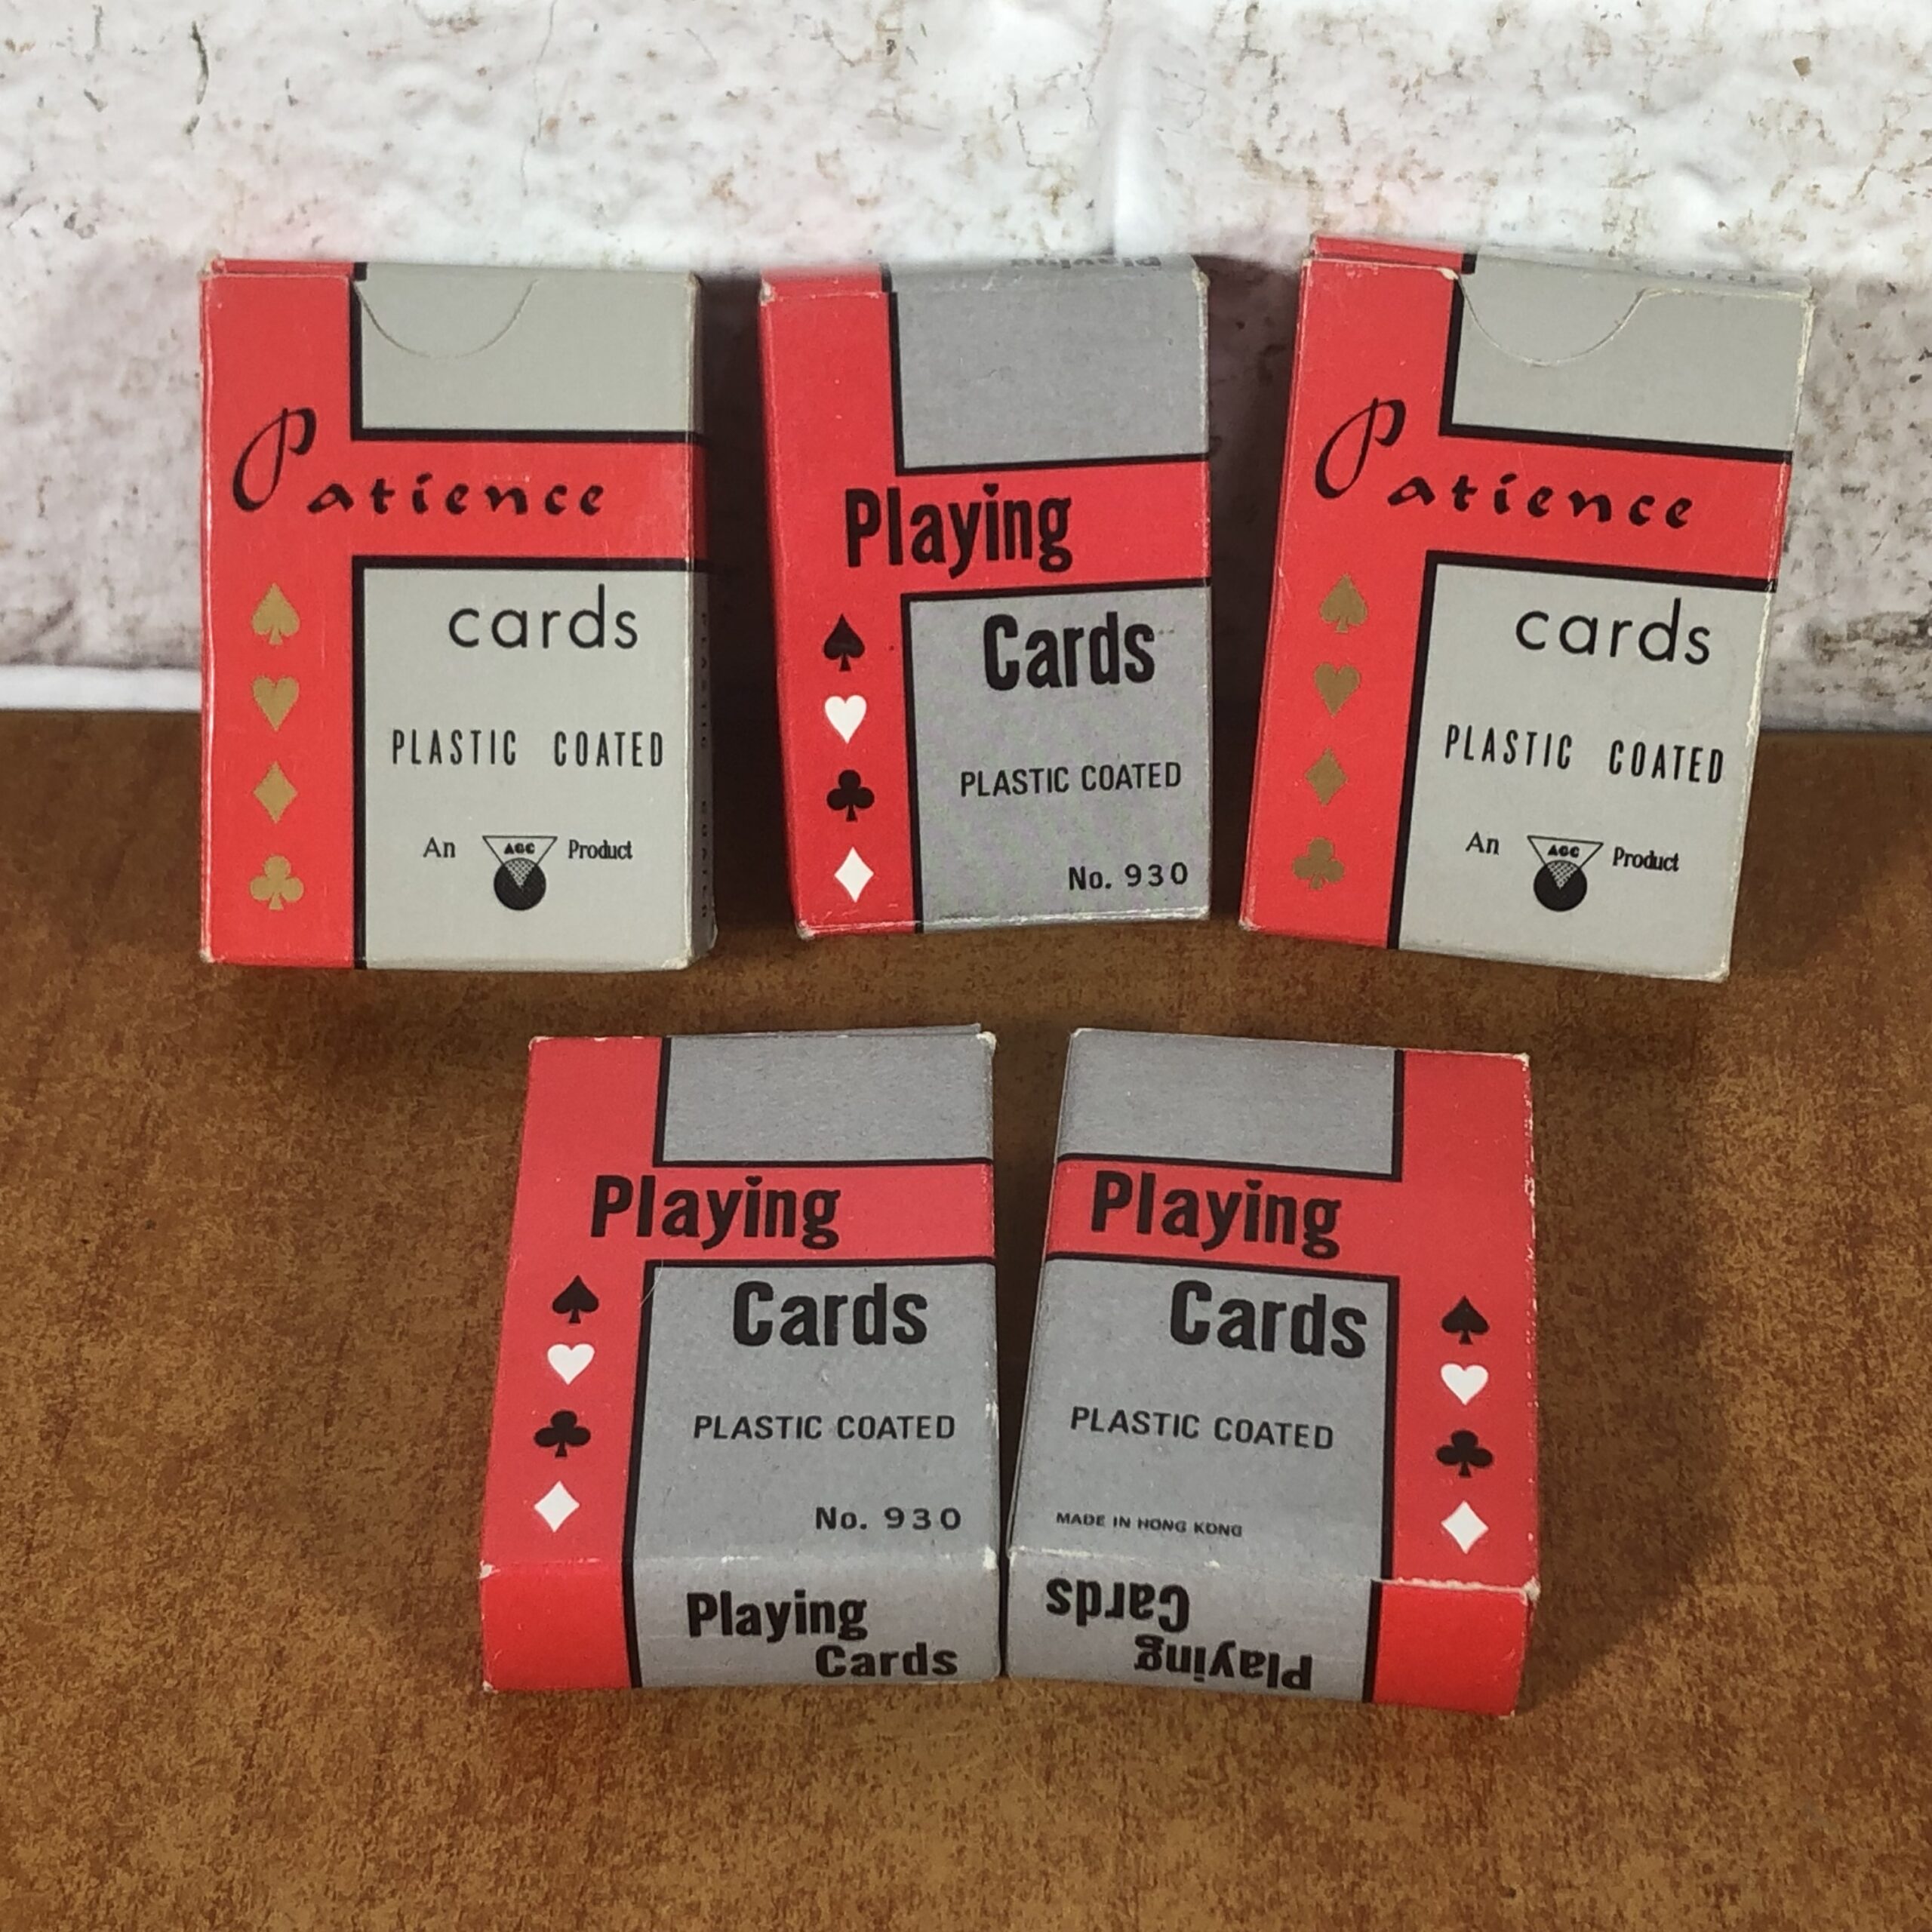 Patience
cards
PLASTIC COATED
An AGC Product
Playing
Playing
Cards
PLASTIC COATED
No. 930
Patience
cards
PLASTIC COATED
An AGC Product
Playing
Cards
PLASTIC COATED
No. 930
Playing
Cards
Playing
Cards
PLASTIC COATED
MADE IN HONG KONG
Playing
Cards